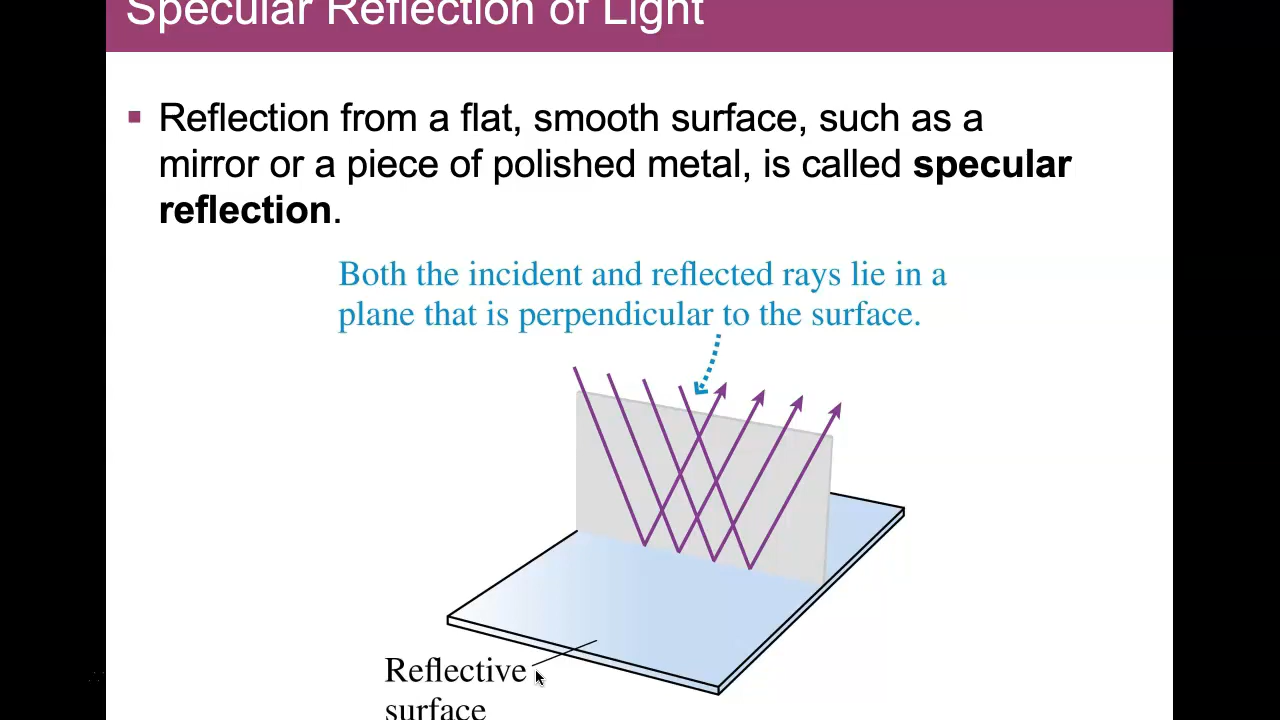 Specular Reflection of Light
Reflection from a flat, smooth surface, such as a
mirror or a piece of polished metal, is called specular
reflection.
Both the incident and reflected rays lie in a
plane that is perpendicular to the surface.
Reflective
surface